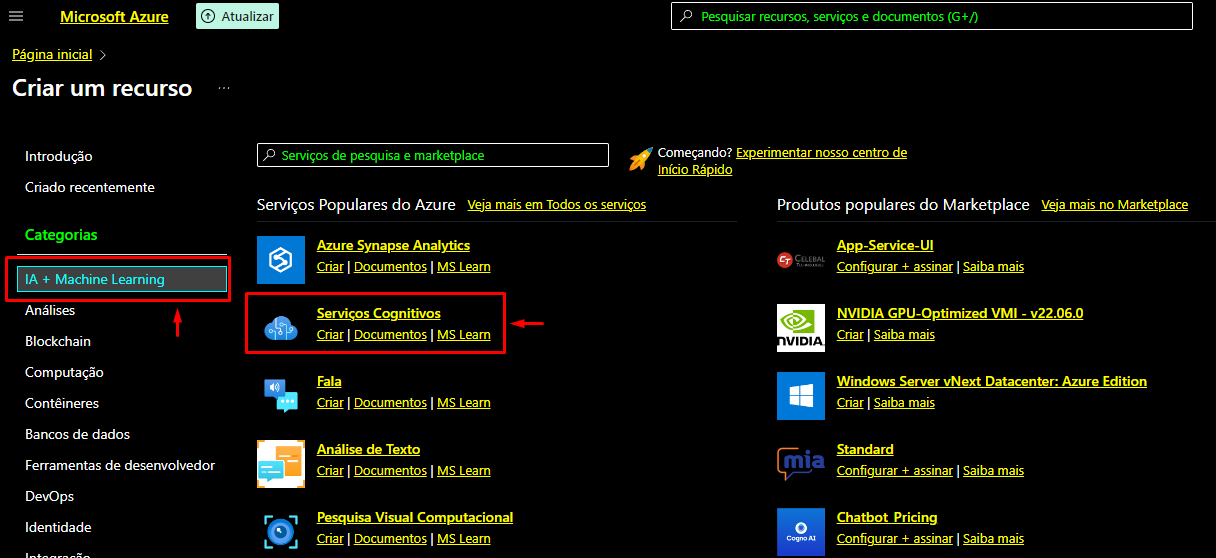 Microsoft Azure
Atualizar
Pesquisar recursos, serviços e documentos (G+/)
Página inicial >
Criar um recurso ...
Introdução
Criado recentemente
Categorias
IA + Machine Learning
Análises
Blockchain
Computação
Contêineres
Bancos de dados
Ferramentas de desenvolvedor
DevOps
Identidade
Integração
Serviços de pesquisa e marketplace
Começando? Experimentar nosso centro de
Início Rápido
Serviços Populares do Azure Veja mais em Todos os serviços
Azure Synapse Analytics
Criar | Documentos | MS Learn
Serviços Cognitivos
Criar | Documentos | MS Learn
Fala
Criar | Documentos | MS Learn
Análise de Texto
Criar | Documentos | MS Learn
Pesquisa Visual Computacional
Criar | Documentos | MS Learn
Produtos populares do Marketplace Veja mais no Marketplace
CT CELEBAL
TECHNOLOGIES
App-Service-UI
Configurar + assinar | Saiba mais
NVIDIA
NVIDIA GPU-Optimized VMI - v22.06.0
Criar | Saiba mais
Windows Server vNext Datacenter: Azure Edition
Criar | Saiba mais
mia
Standard
Configurar + assinar | Saiba mais
Cogno AI
Chatbot_Pricing
Configurar + assinar | Saiba mais